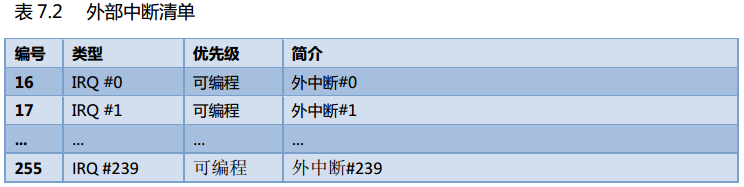 表 7.2 外部中断清单
编号 类型 优先级 简介
16 IRQ #0 可编程 外中断#0
17 IRQ #1 可编程 外中断#1
... ... ... ...
255 IRQ #239 可编程 外中断#239